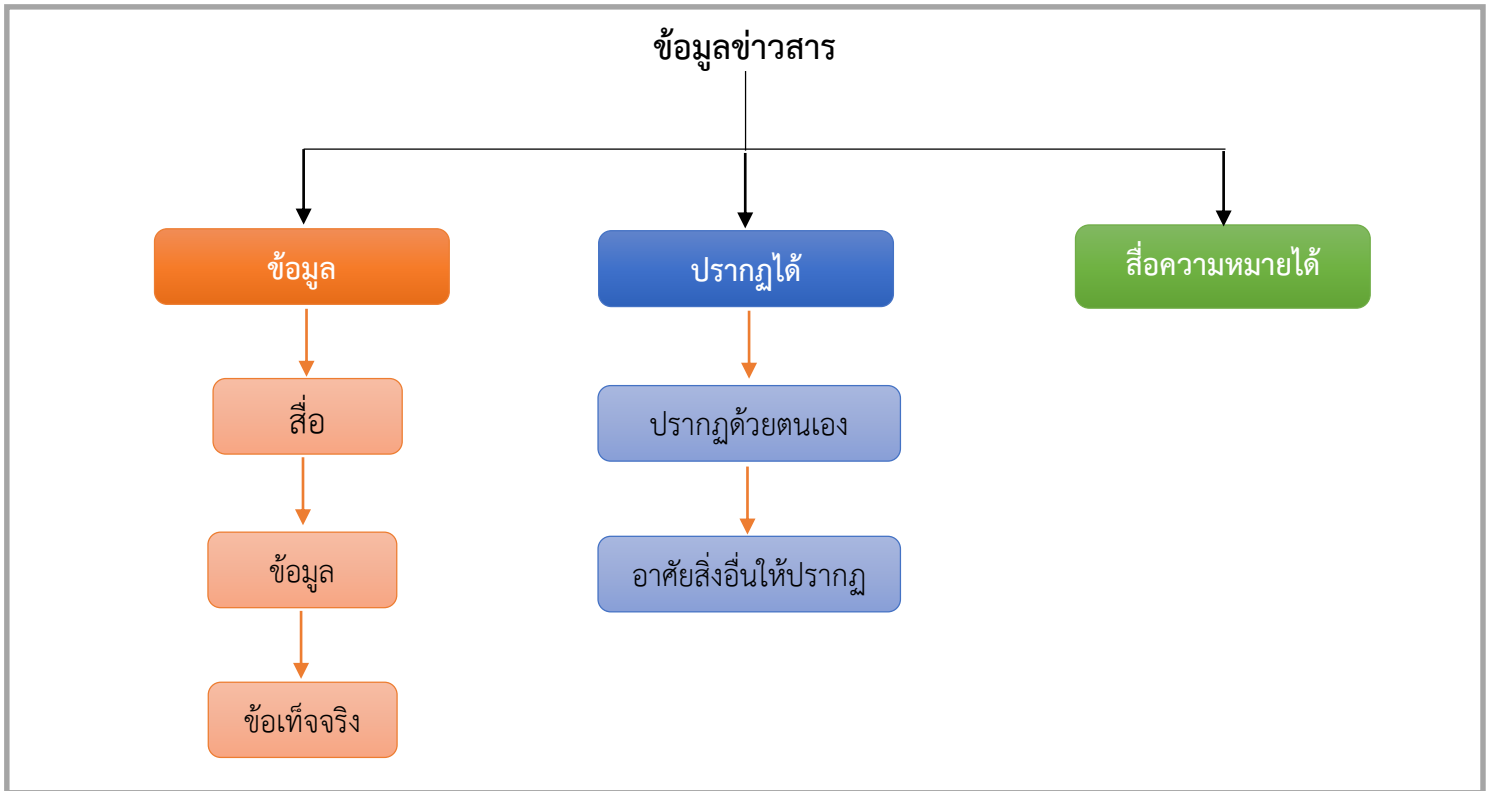 ข้อมูลข่าวสาร
ข้อมูล
ปรากฏได้
สื่อความหมายได้
สื่อ
ปรากฏด้วยตนเอง
ข้อมูล
อาศัยสิ่งอื่นให้ปรากฏ
ข้อเท็จจริง